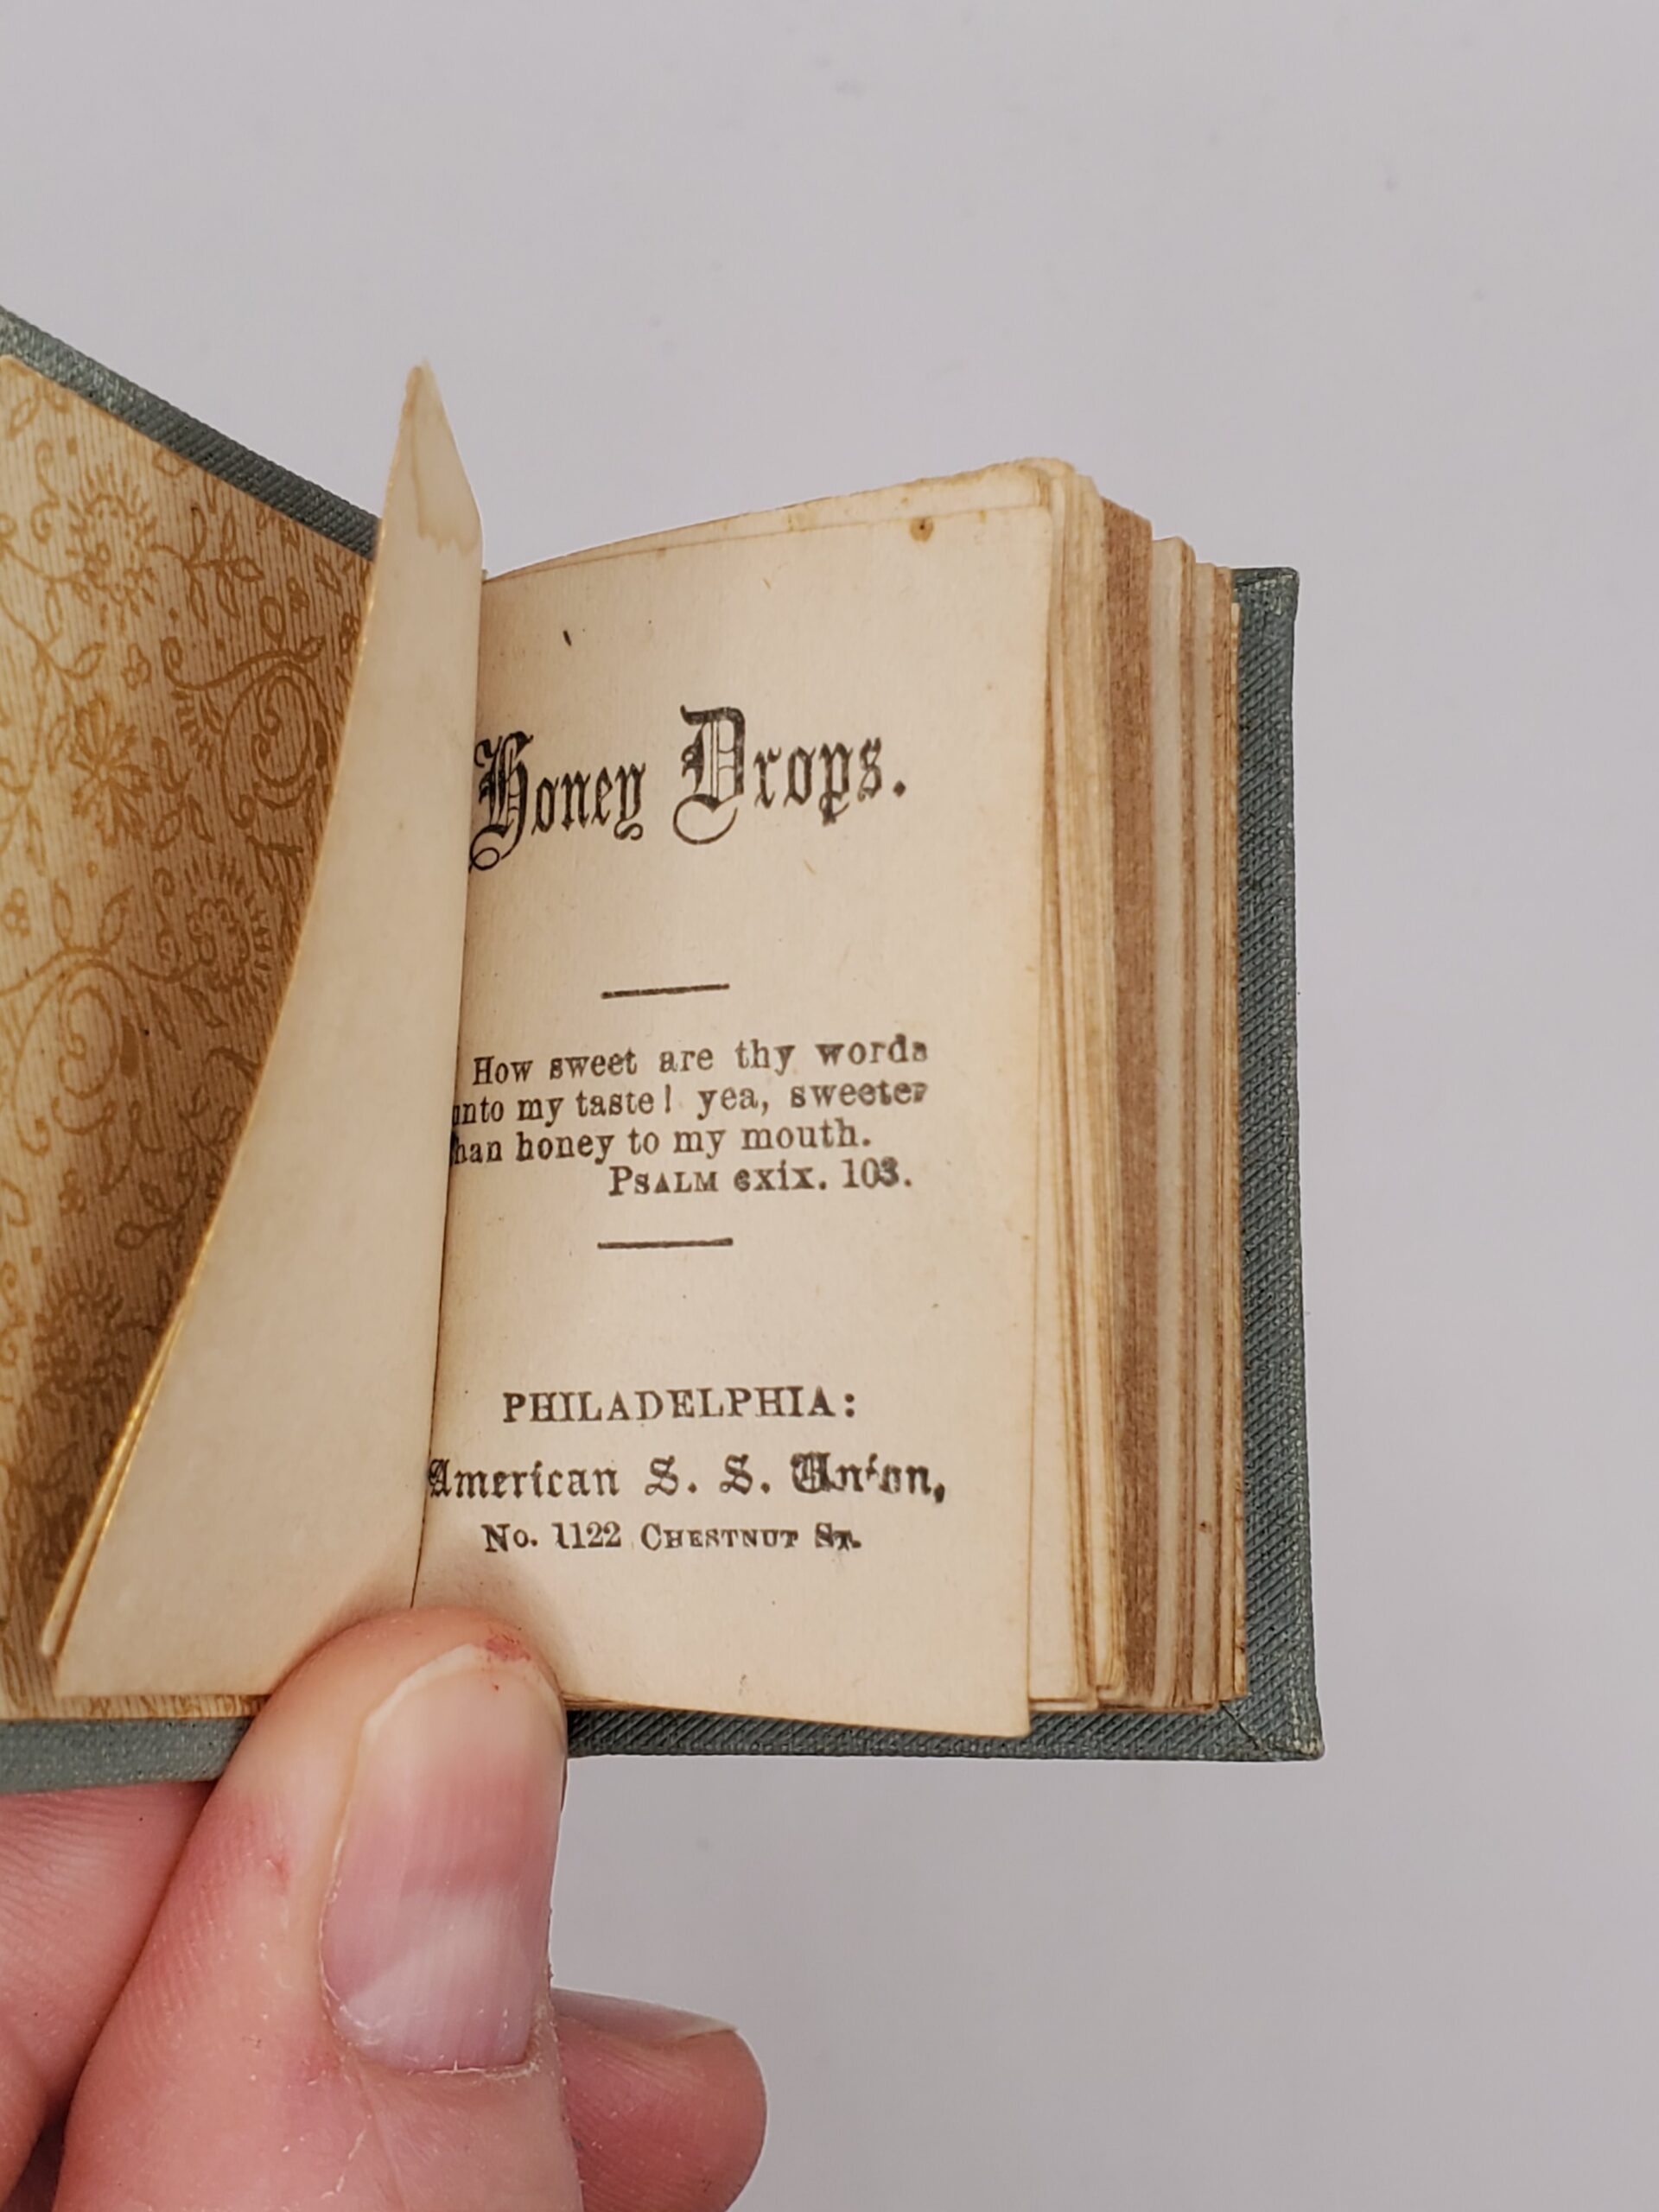 Honey Drops.
How sweet are thy words
unto my taste! yea, sweeter
than honey to my mouth.
PSALM cxix. 103.
PHILADELPHIA:
American S. S. Union,
No. 1122 CHESTNUT ST.